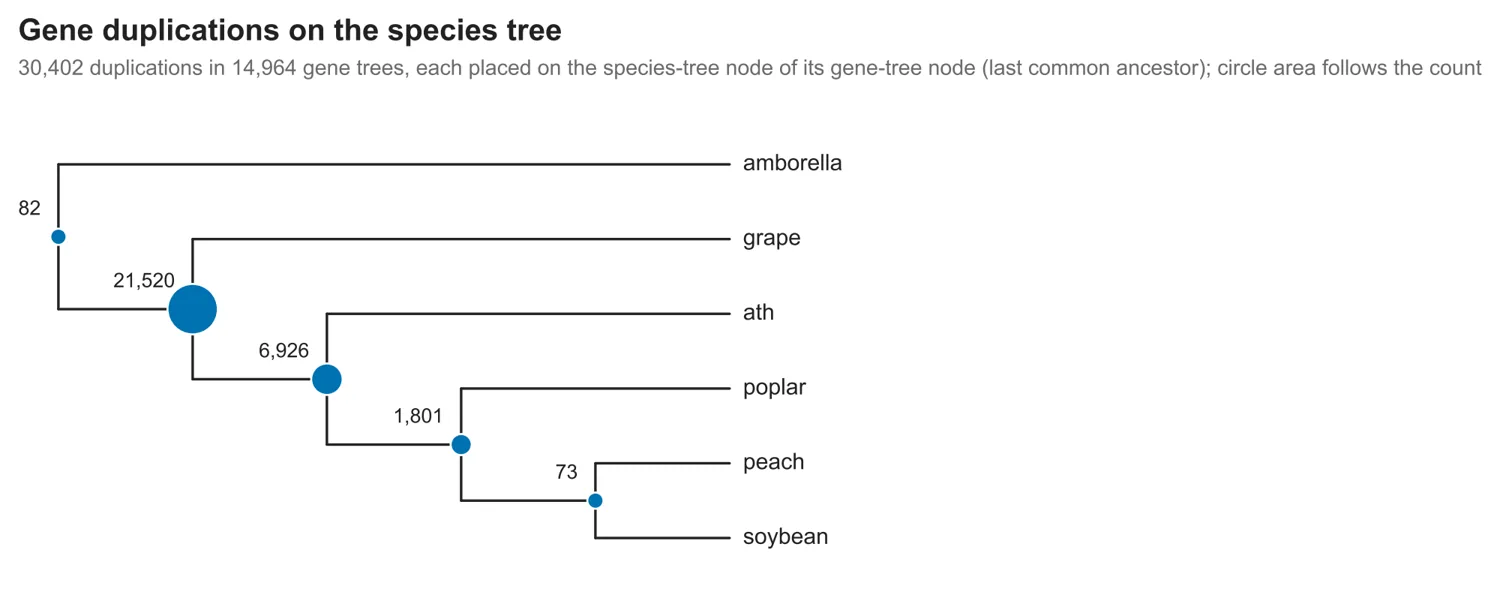 Gene duplications on the species tree
30,402 duplications in 14,964 gene trees, each placed on the species-tree node of its gene-tree node (last common ancestor); circle area follows the count
amborella
82
grape
21,520
ath
6,926
poplar
1,801
peach
73
soybean